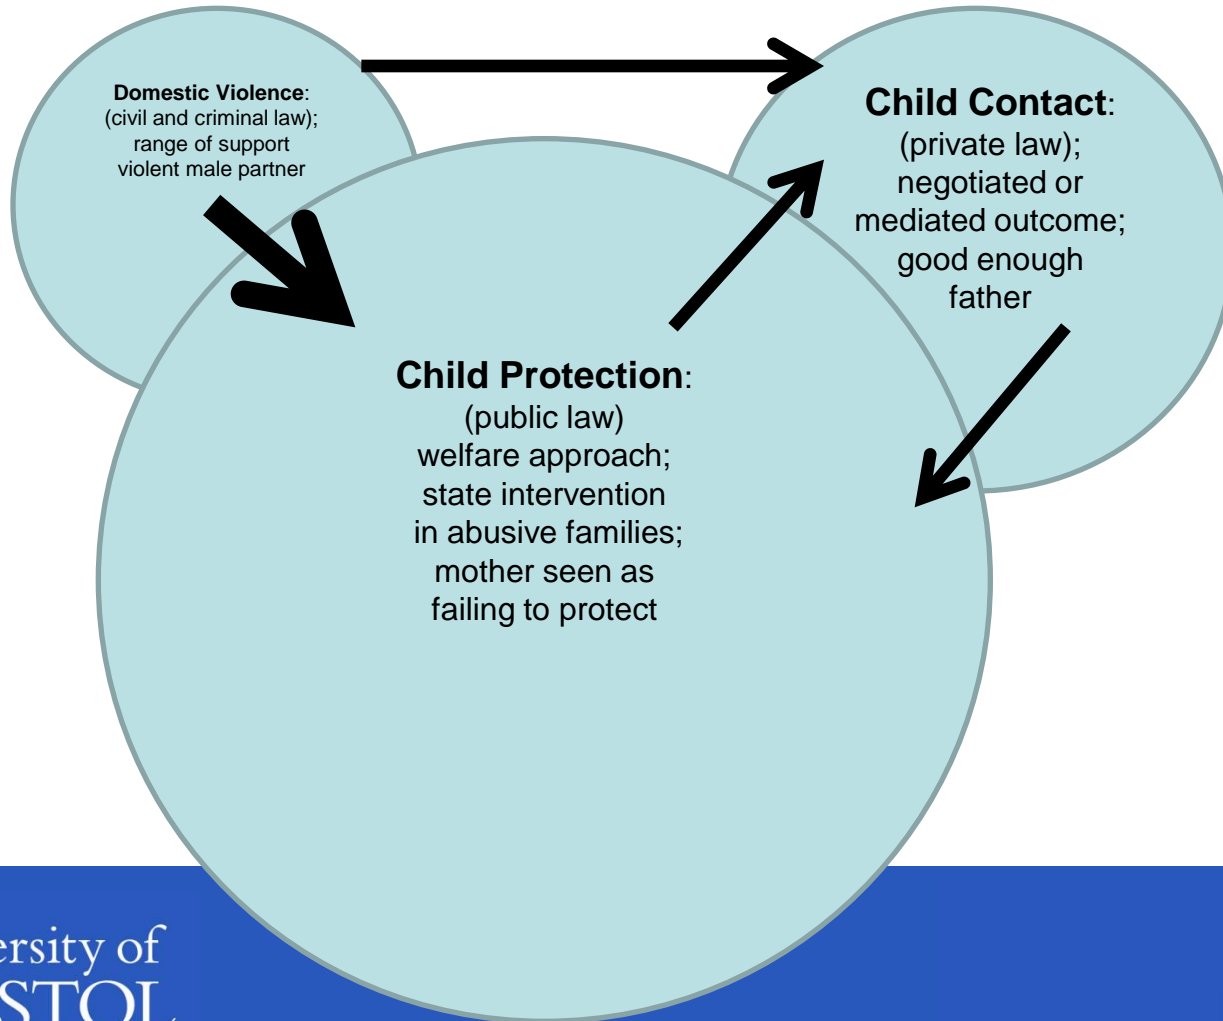 Domestic Violence:
(civil and criminal law);
range of support
violent male partner
Child Contact:
(private law);
negotiated or
mediated outcome;
good enough
father
Child Protection:
(public law)
welfare approach;
state intervention
in abusive families;
mother seen as
failing to protect
ersity of
STOL